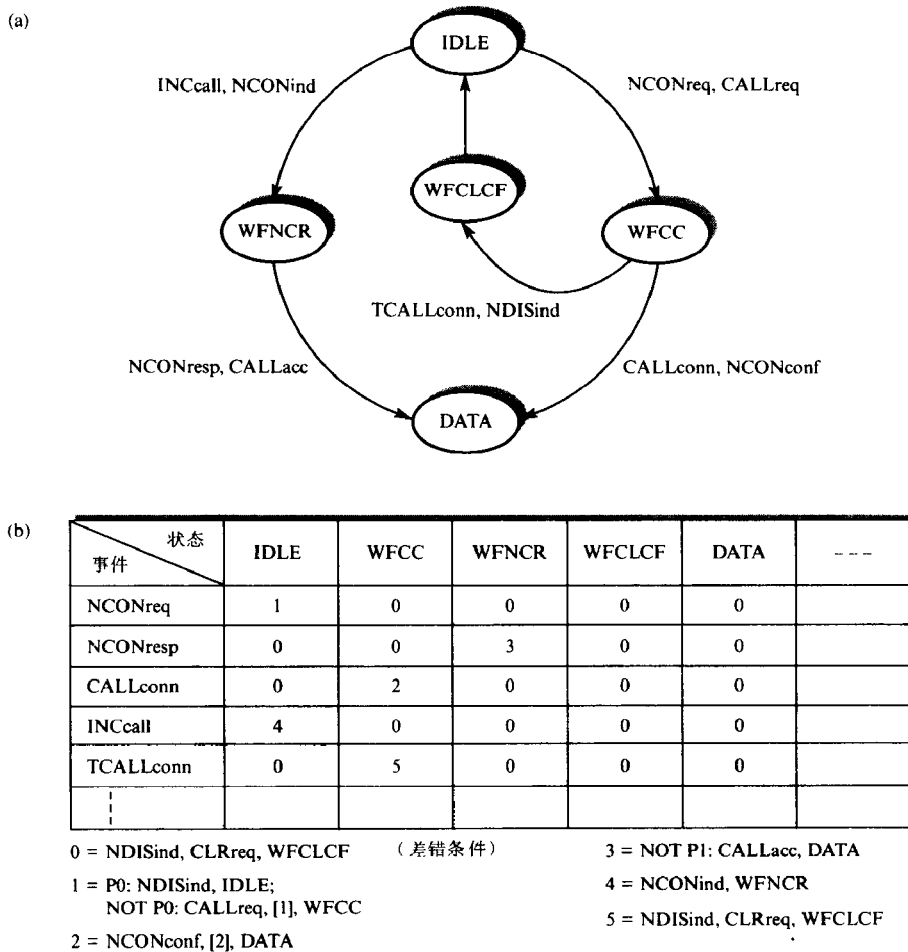 (a)
IDLE
INCcall, NCONind
NCONreq, CALLreq
WFCLCF
WFNCR
WFCC
TCALLconn, NDISind
NCONresp, CALLacc
CALLconn, NCONconf
DATA
(b)
状态
事件
IDLE WFCC WFNCR WFCLCF DATA ---
NCONreq 1 0 0 0 0
NCONresp 0 0 3 0 0
CALLconn 0 2 0 0 0
INCcall 4 0 0 0 0
TCALLconn 0 5 0 0 0
0 = NDISind, CLRreq, WFCLCF (差错条件)
1 = P0: NDISind, IDLE;
NOT P0: CALLreq, [1], WFCC
2 = NCONconf, [2], DATA
3 = NOT P1: CALLacc, DATA
4 = NCONind, WFNCR
5 = NDISind, CLRreq, WFCLCF